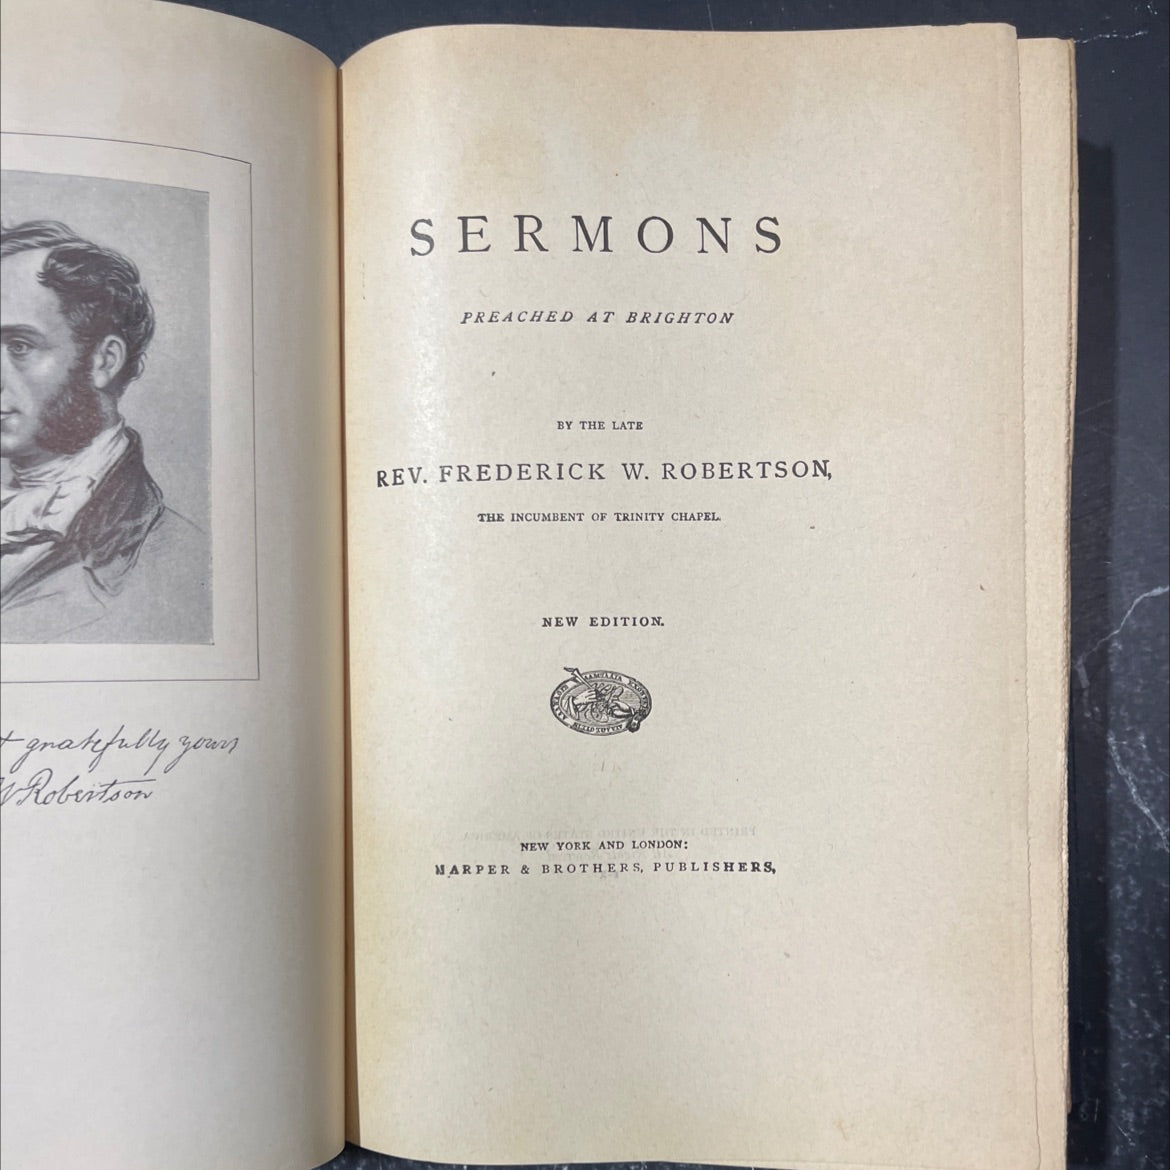 SERMONS
PREACHED AT BRIGHTON
BY THE LATE
REV. FREDERICK W. ROBERTSON,
THE INCUMBENT OF TRINITY CHAPEL.
NEW EDITION.
NEW YORK AND LONDON:
HARPER & BROTHERS, PUBLISHERS,
gratefully yours
W Robertson